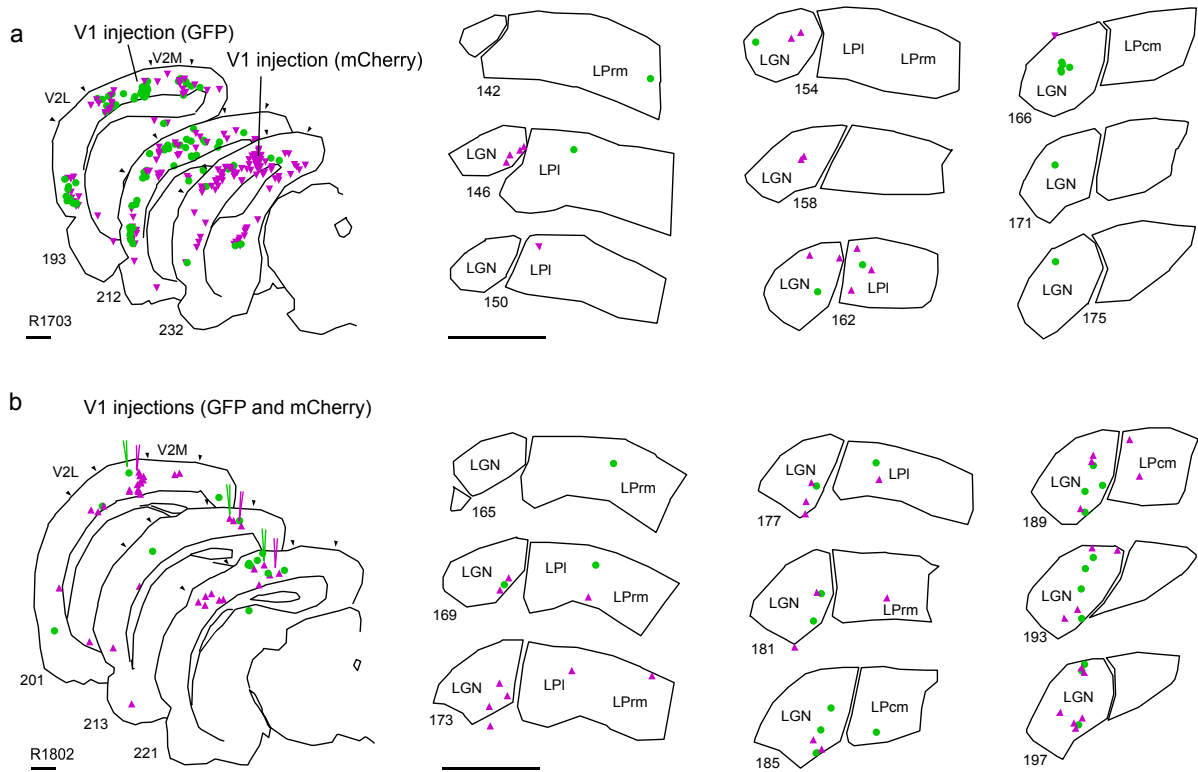 a
V1 injection (GFP)
V2M
V1 injection (mCherry)
V2L
193
212
232
R1703
LPrm
142
LGN
LPl
146
LGN
LPl
150
LGN
LPl
LPrm
154
LGN
158
LGN
LPl
162
LGN
LPcm
166
LGN
171
LGN
175
b
V1 injections (GFP and mCherry)
V2L
V2M
201
213
221
R1802
LGN
LPrm
165
LGN
LPl
LPrm
169
LGN
LPl
LPrm
173
LGN
LPl
177
LGN
LPrm
181
LGN
LPcm
185
LGN
LPcm
189
LGN
193
LGN
197